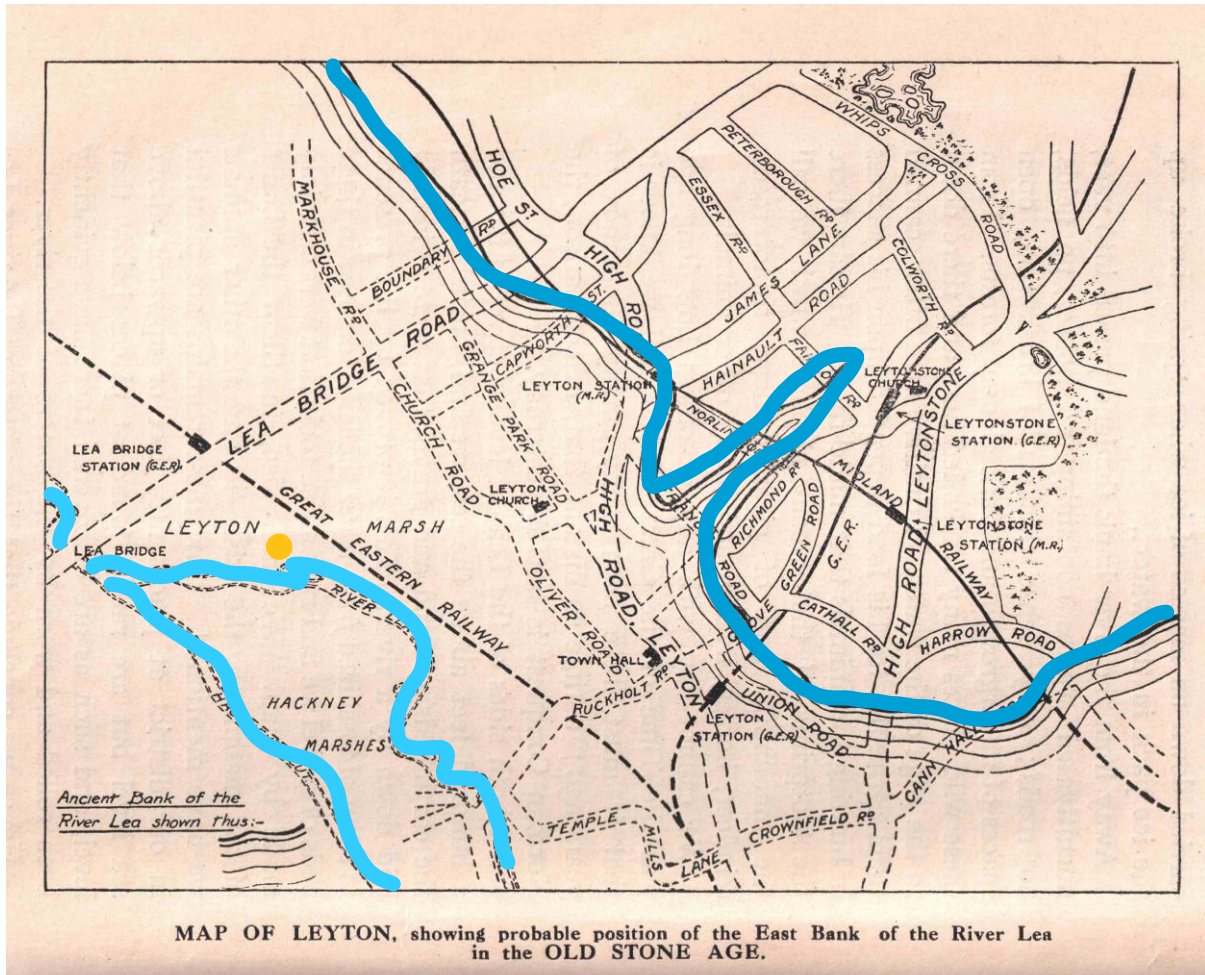 WHIPS
CROSS
ROAD
PETERBOROUGH RD
HOE ST.
ESSEX RD
MARKHOUSE RD
BOUNDARY RD
HIGH RO
JAMES LANE
COLWORTH RD
CAPWORTH ST.
HAINAULT ROAD
LEA BRIDGE ROAD
GRANGE PARK ROAD
LEYTON STATION
(M.R.)
LEYTONSTONE
CHURCH
CHURCH ROAD
LEYTONSTONE
STATION (G.E.R)
LEA BRIDGE
STATION (G.E.R).
MIDLAND
RAILWAY
RICHMOND RD
LEYTON
CHURCH
GREAT
EASTERN
RAILWAY
LEYTON MARSH
HIGH ROAD, LEYTON
GREEN ROAD
G.E.R.
HIGH ROAD LEYTONSTONE
LEYTONSTONE
STATION (M.R.)
LEA BRIDGE
RIVER
OLIVER ROAD
ROAD
GROVE
CATHALL RD
HARROW ROAD
TOWN HALL
RUCKHOLT RD
HACKNEY
MARSHES
LEYTON
STATION (G.E.R)
UNION ROAD
CANN HALL
Ancient Bank of the
River Lea shown thus:-
TEMPLE
MILLS
LANE
CROWNFIELD RD
MAP OF LEYTON, showing probable position of the East Bank of the River Lea
in the OLD STONE AGE.